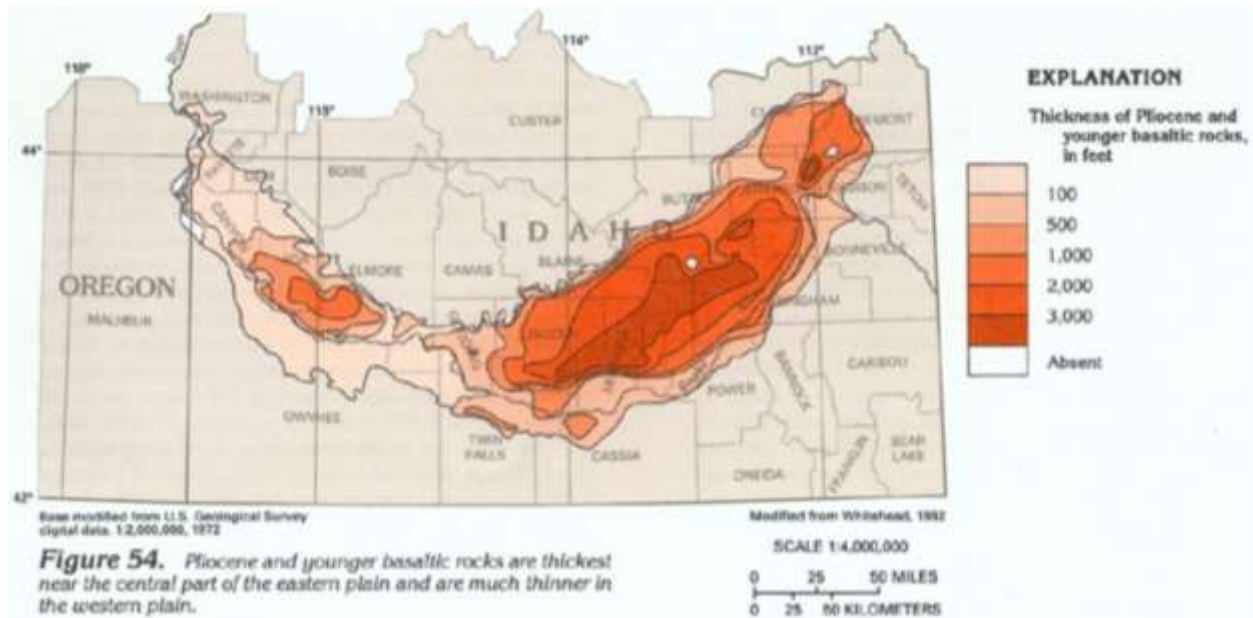 118°
114°
112°
WASHINGTON
115°
CUSTER
44°
BOISE
BUTTE
IDAHO
ELMORE
CAMAS
BLAINE
BONNEVILLE
OREGON
MALHEUR
BINGHAM
CARIBOU
POWER
BANNOCK
OWYHEE
TWIN
FALLS
CASSIA
ONEIDA
FRANKLIN
BEAR
LAKE
42°
EXPLANATION
Thickness of Pliocene and
younger basaltic rocks,
in feet
100
500
1,000
2,000
3,000
Absent
Base modified from U.S. Geological Survey
digital data, 1:2,000,000, 1972
Modified from Whitehead, 1992
SCALE 1:4,000,000
0 25 50 MILES
0 25 50 KILOMETERS
Figure 54. Pliocene and younger basaltic rocks are thickest
near the central part of the eastern plain and are much thinner in
the western plain.